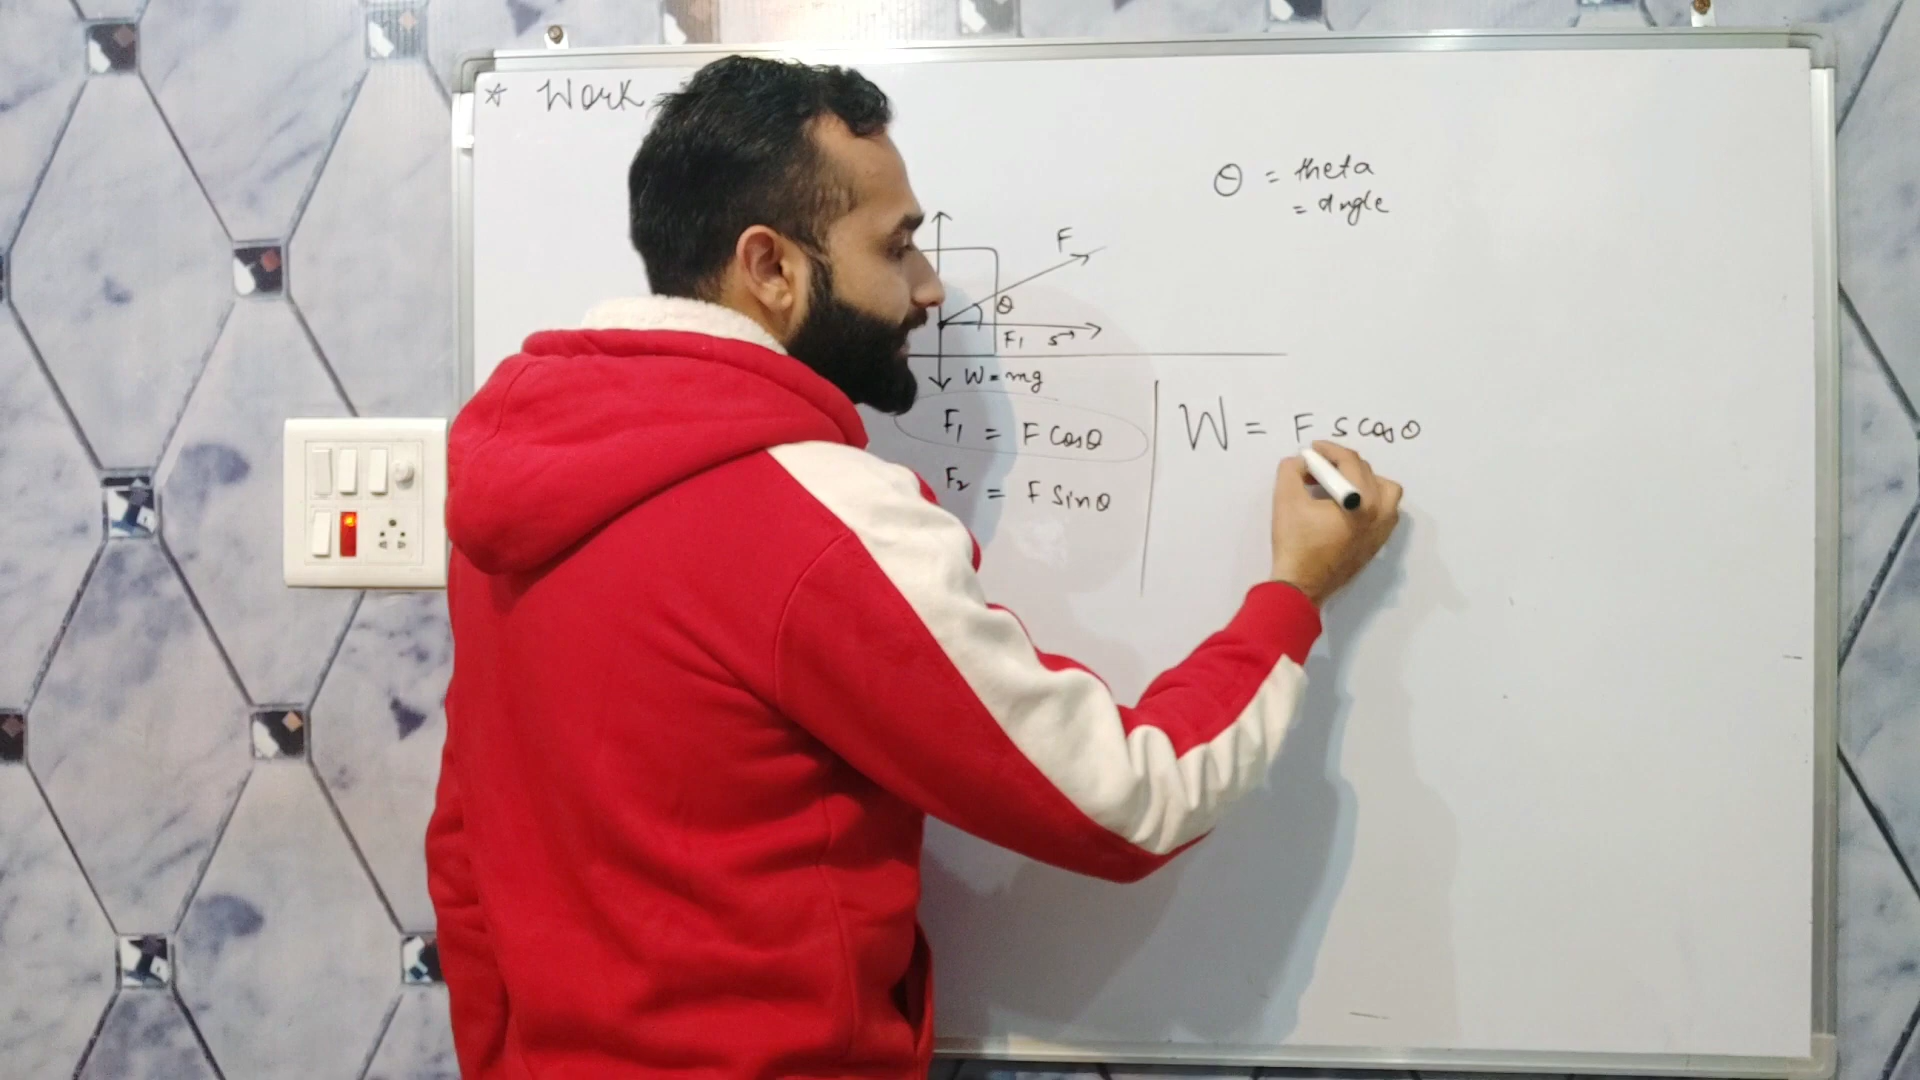 ☆ Work
θ = theta
= angle
F
θ
F₁ s→
W = mg
F₁ = F Cosθ
F₂ = F Sinθ
W = F s cosθ